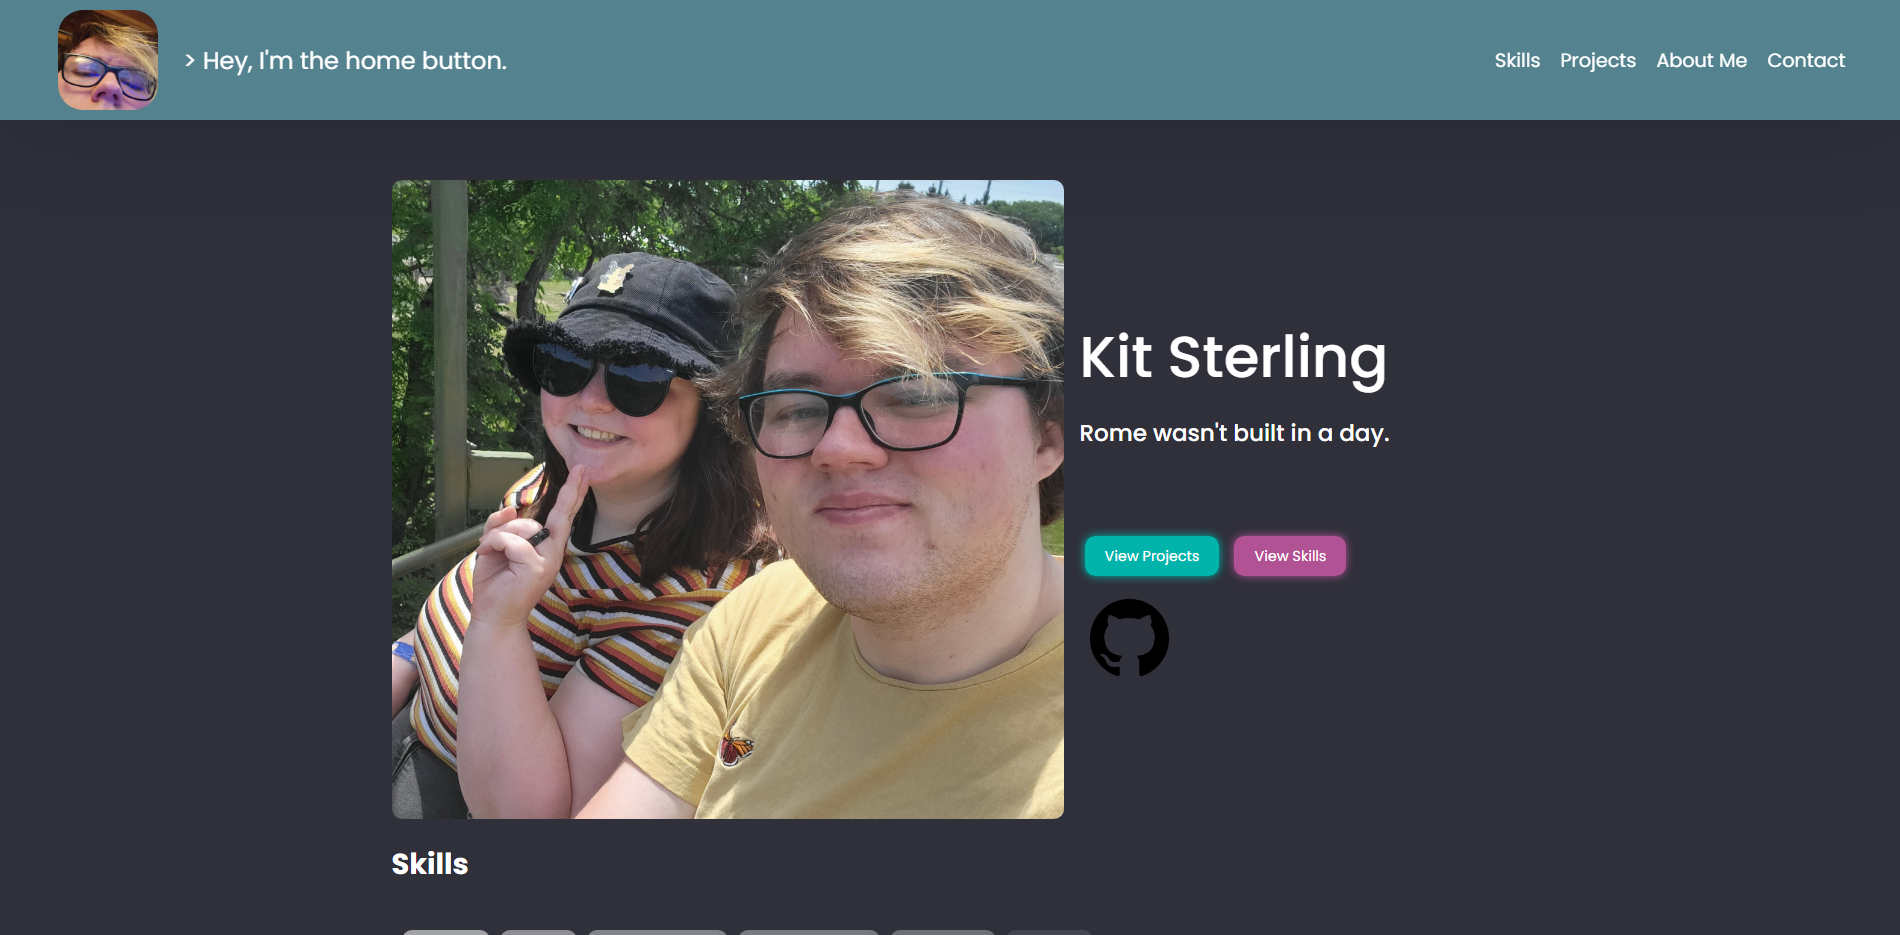 > Hey, I'm the home button.
Skills Projects About Me Contact
Kit Sterling
Rome wasn't built in a day.
View Projects View Skills
Skills